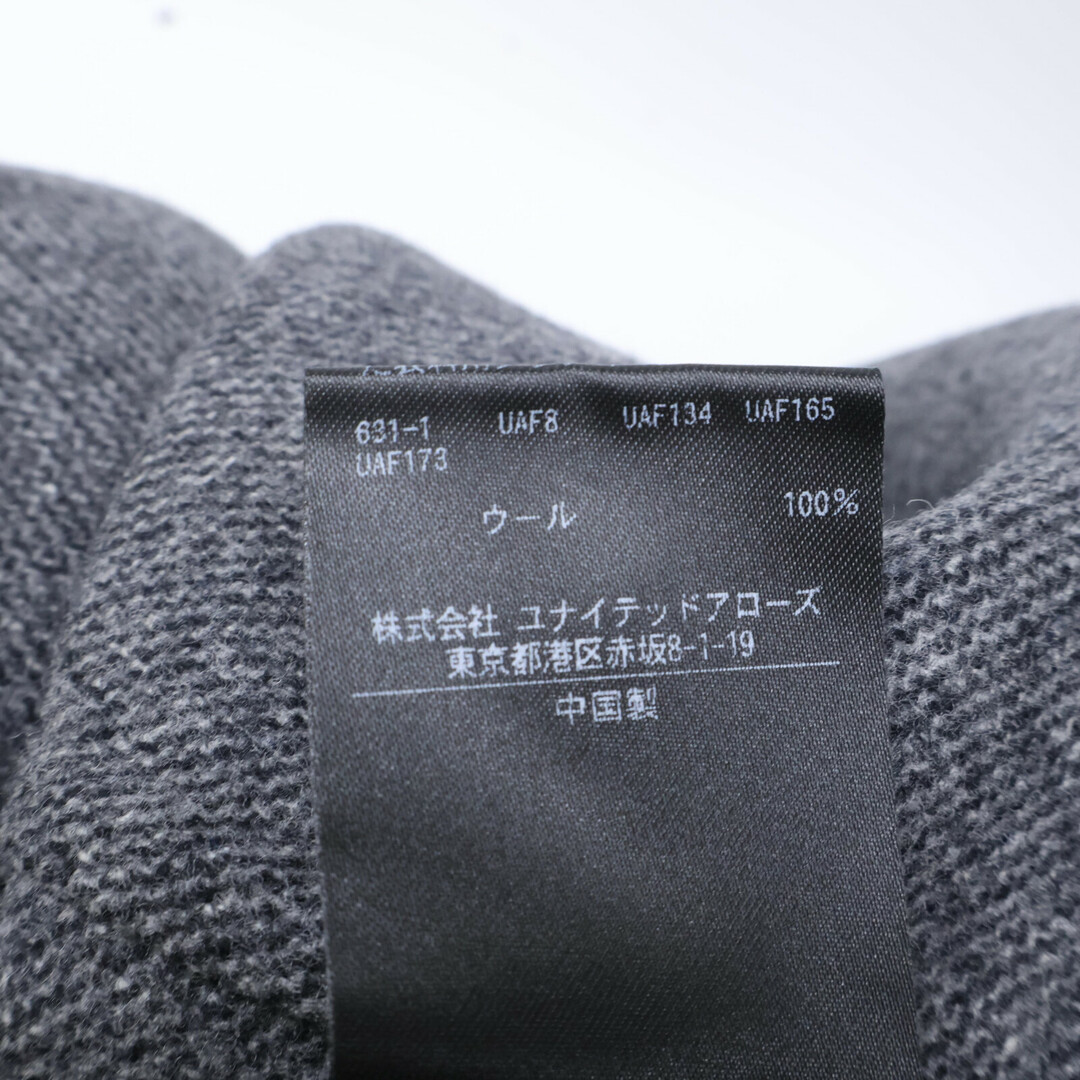 631-1 UAF8 UAF134 UAF165
UAF173
ウール 100%
株式会社 ユナイテッドアローズ
東京都港区赤坂8-1-19
中国製